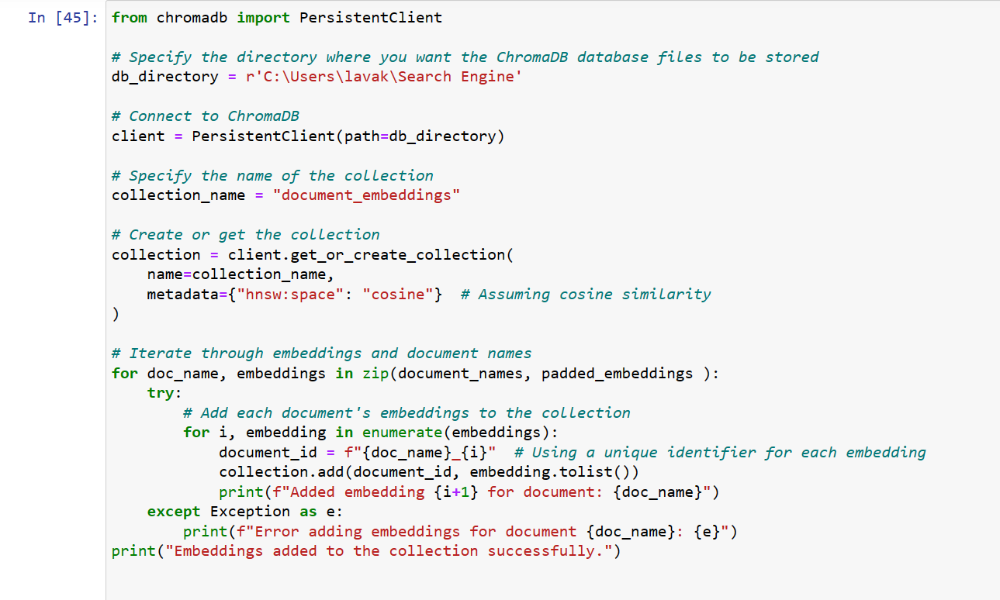 In [45]: from chromadb import PersistentClient
# Specify the directory where you want the ChromaDB database files to be stored
db_directory = r'C:\Users\lavak\Search Engine'
# Connect to ChromaDB
client = PersistentClient(path=db_directory)
# Specify the name of the collection
collection_name = "document_embeddings"
# Create or get the collection
collection = client.get_or_create_collection(
    name=collection_name,
    metadata={"hnsw:space": "cosine"}  # Assuming cosine similarity
)
# Iterate through embeddings and document names
for doc_name, embeddings in zip(document_names, padded_embeddings ):
    try:
        # Add each document's embeddings to the collection
        for i, embedding in enumerate(embeddings):
            document_id = f"{doc_name}_{i}"  # Using a unique identifier for each embedding
            collection.add(document_id, embedding.tolist())
            print(f"Added embedding {i+1} for document: {doc_name}")
    except Exception as e:
        print(f"Error adding embeddings for document {doc_name}: {e}")
print("Embeddings added to the collection successfully.")